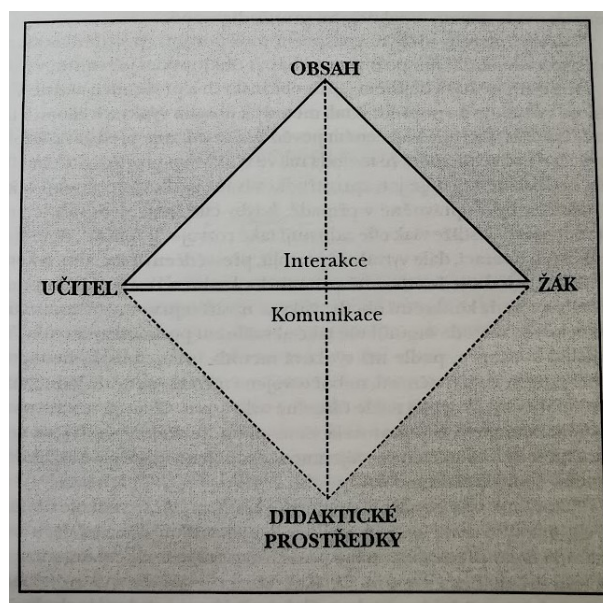 OBSAH
Interakce
UČITEL
ŽÁK
Komunikace
DIDAKTICKÉ
PROSTŘEDKY